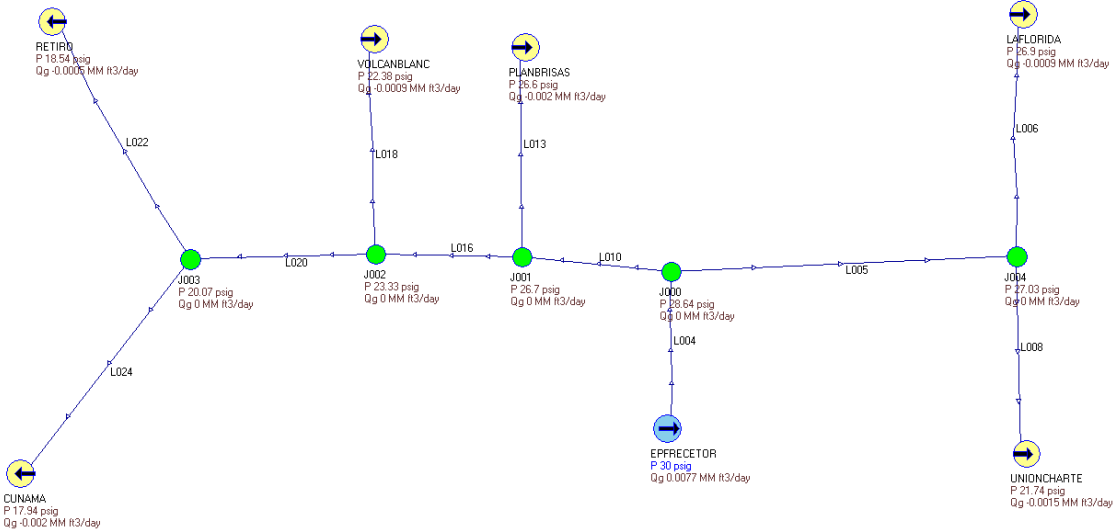 RETIRO
P 18.54 psig
Qg -0.0005 MM ft3/day
VOLCANBLANC
P 22.38 psig
Qg -0.0009 MM ft3/day
PLANBRISAS
P 26.6 psig
Qg -0.002 MM ft3/day
LAFLORIDA
P 26.9 psig
Qg -0.0009 MM ft3/day
L022
L018
L013
L006
L020
L016
L010
L005
J003
P 20.07 psig
Qg 0 MM ft3/day
J002
P 23.33 psig
Qg 0 MM ft3/day
J001
P 26.7 psig
Qg 0 MM ft3/day
J000
P 28.64 psig
Qg 0 MM ft3/day
J004
P 27.03 psig
Qg 0 MM ft3/day
L024
L004
L008
EPFRECETOR
P 30 psig
Qg 0.0077 MM ft3/day
CUNAMA
P 17.94 psig
Qg -0.002 MM ft3/day
UNIONCHARTE
P 21.74 psig
Qg -0.0015 MM ft3/day